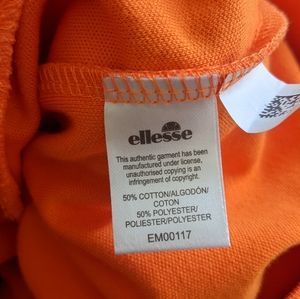 ellesse
This authentic garment has been
manufactured under license,
unauthorised copying is an
infringement of copyright.
50% COTTON/ALGODÓN/
COTON
50% POLYESTER/
POLIESTER/POLYESTER
EM00117